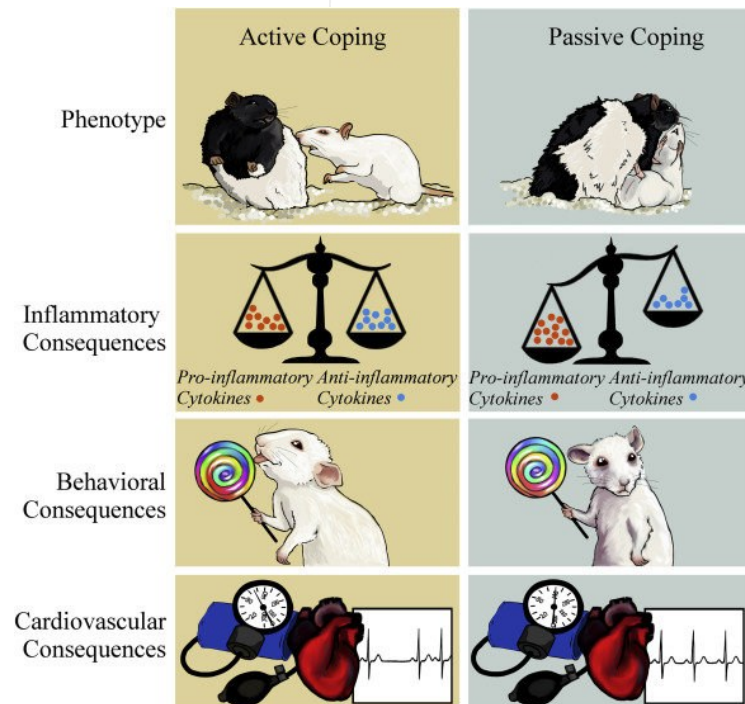 Active Coping
Passive Coping
Phenotype
Inflammatory
Consequences
Pro-inflammatory Anti-inflammatory
Cytokines
Cytokines
Pro-inflammatory Anti-inflammatory
Cytokines
Cytokines
Behavioral
Consequences
Cardiovascular
Consequences